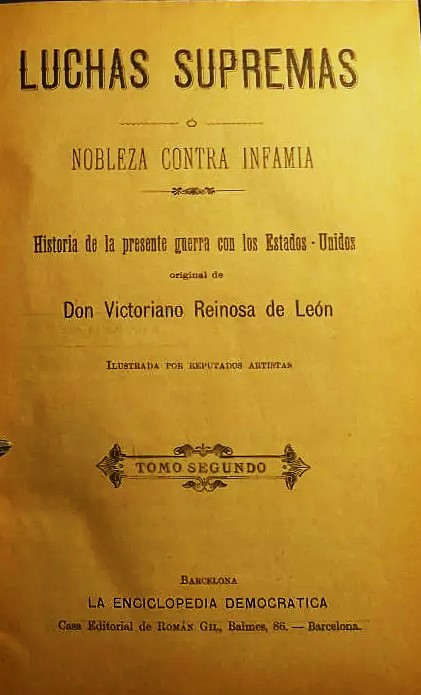 LUCHAS SUPREMAS
Ó
NOBLEZA CONTRA INFAMIA
Historia de la presente guerra con los Estados-Unidos
original de
Don Victoriano Reinosa de León
ILUSTRADA POR REPUTADOS ARTISTAS
TOMO SEGUNDO
BARCELONA
LA ENCICLOPEDIA DEMOCRATICA
Casa Editorial de ROMÁN GIL, Balmes, 86. — Barcelona.